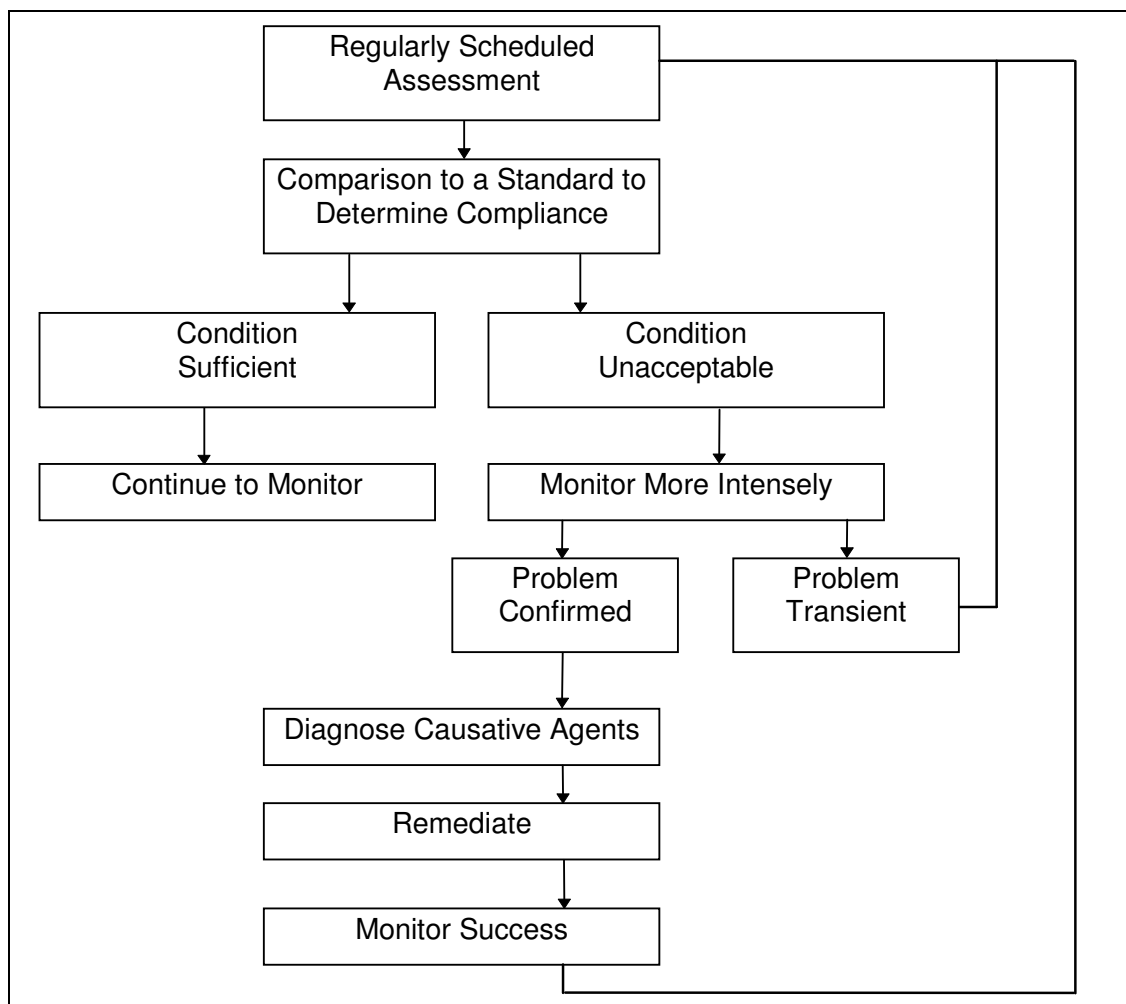 Regularly Scheduled
Assessment
Comparison to a Standard to
Determine Compliance
Condition
Sufficient
Condition
Unacceptable
Continue to Monitor
Monitor More Intensely
Problem
Confirmed
Problem
Transient
Diagnose Causative Agents
Remediate
Monitor Success